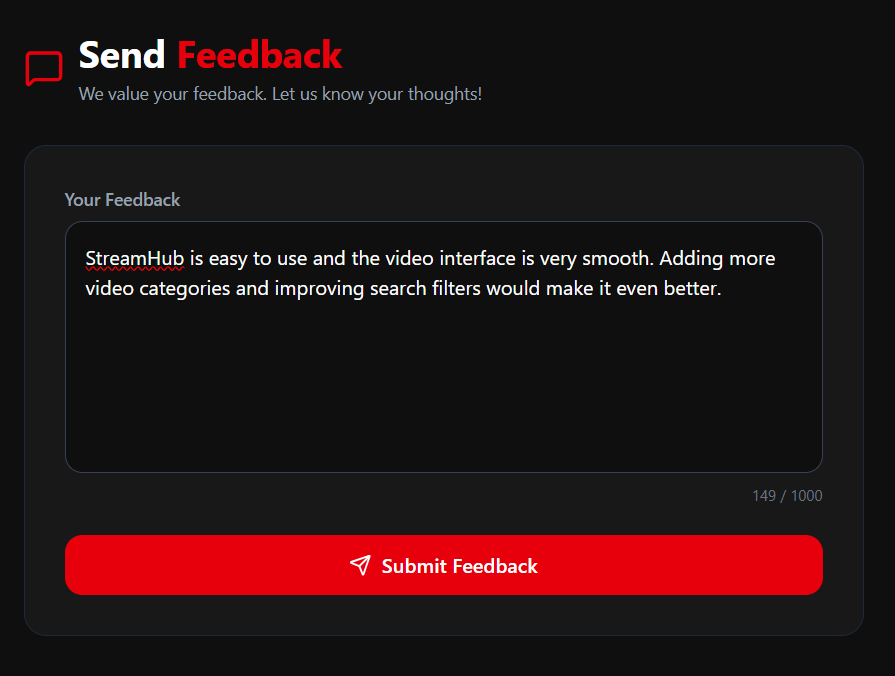 Send Feedback
We value your feedback. Let us know your thoughts!
Your Feedback
StreamHub is easy to use and the video interface is very smooth. Adding more
video categories and improving search filters would make it even better.
149 / 1000
Submit Feedback